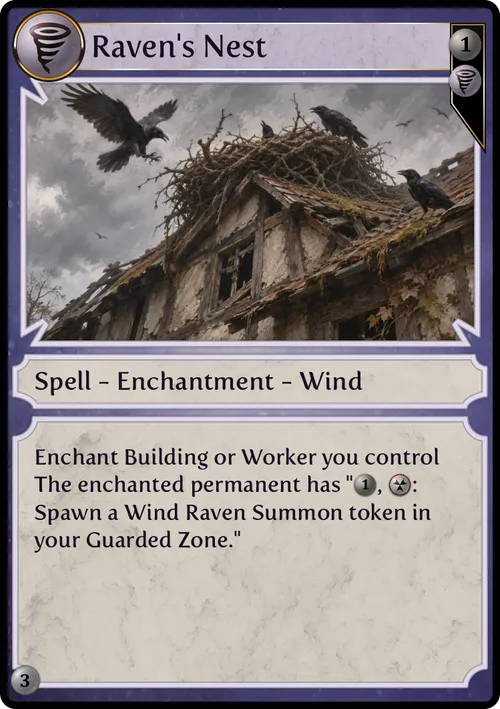 Raven's Nest
1
Spell - Enchantment - Wind
Enchant Building or Worker you control
The enchanted permanent has "1, :
Spawn a Wind Raven Summon token in
your Guarded Zone."
3